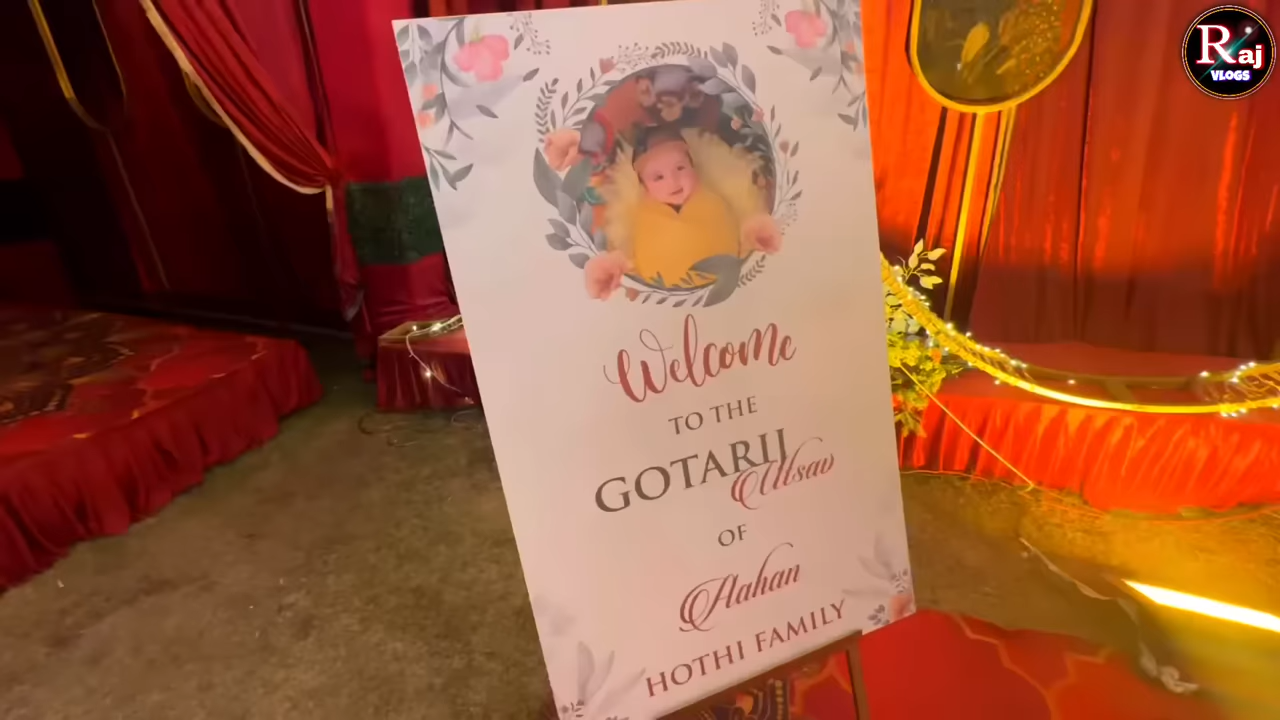 Raj
VLOGS
Welcome
TO THE
GOTARIJ
Utsav
OF
Aahan
HOTHI FAMILY